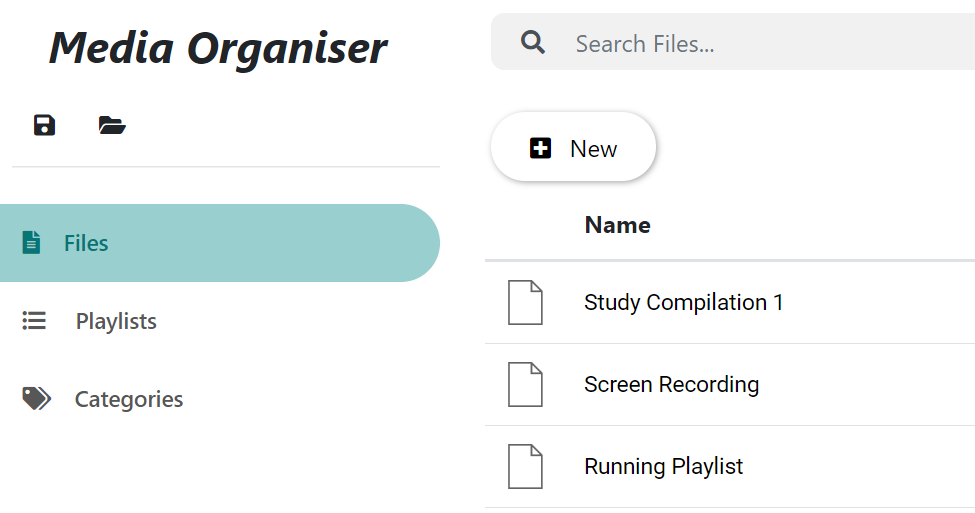 Media Organiser
Search Files...
New
Files
Playlists
Categories
Name
Study Compilation 1
Screen Recording
Running Playlist